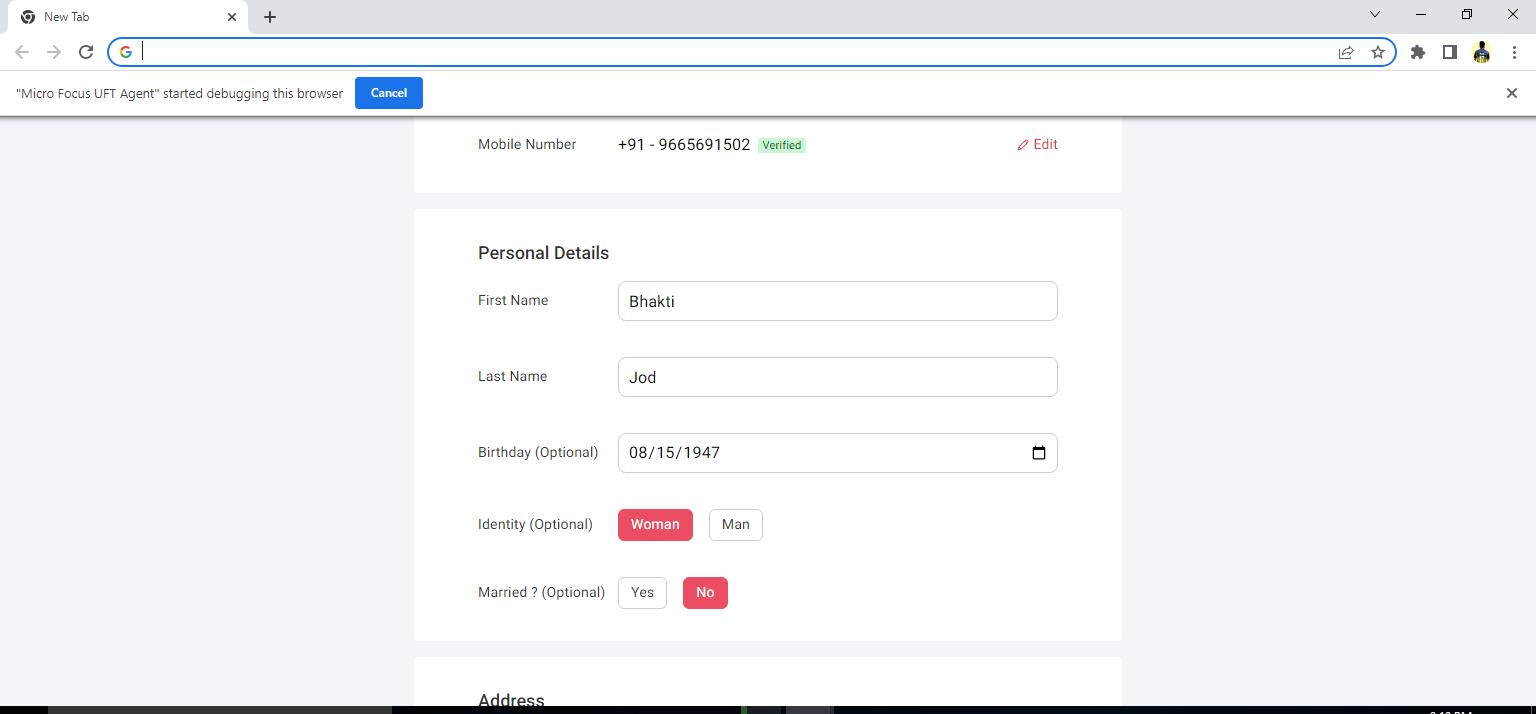 New Tab
"Micro Focus UFT Agent" started debugging this browser Cancel
Mobile Number +91 - 9665691502 Verified Edit
Personal Details
First Name Bhakti
Last Name Jod
Birthday (Optional) 08/15/1947
Identity (Optional) Woman Man
Married ? (Optional) Yes No
Address